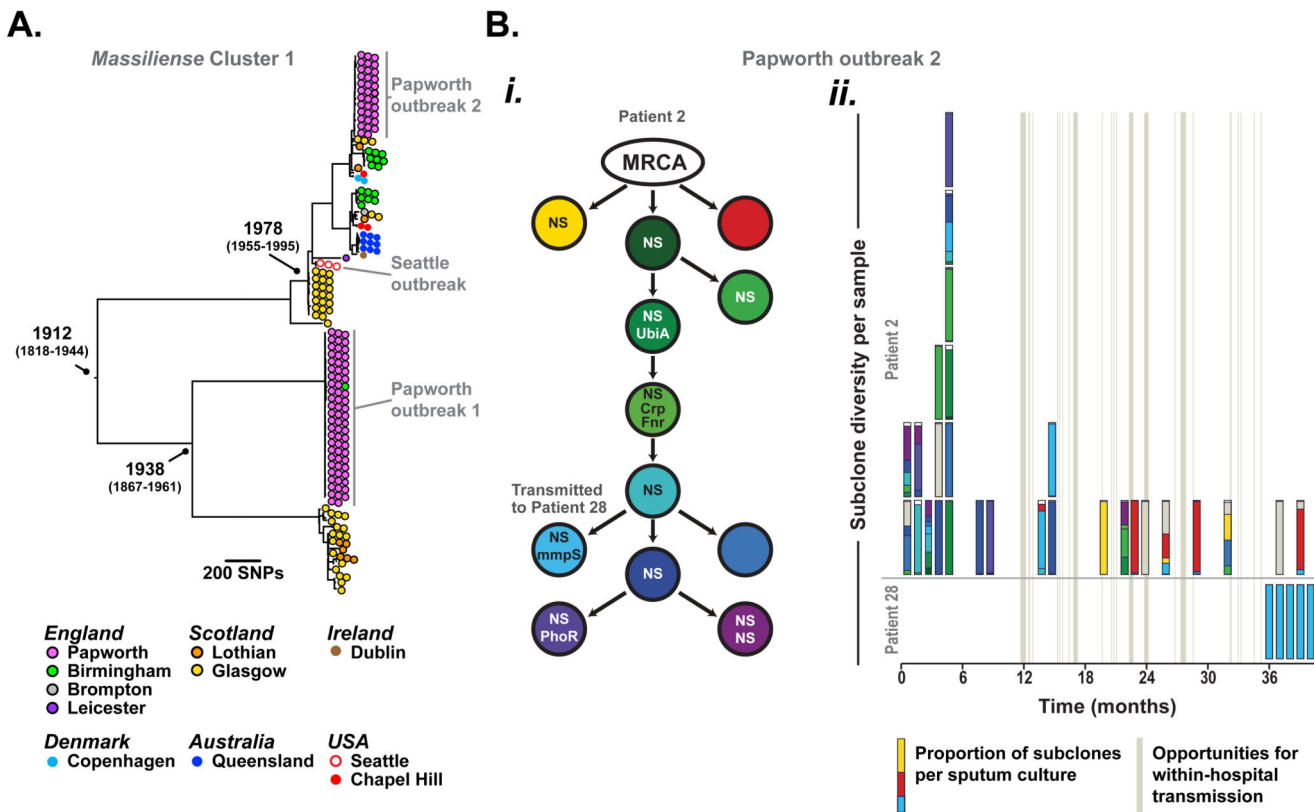 A.
Massiliense Cluster 1
Papworth
outbreak 2
1978
(1955-1995)
Seattle
outbreak
1912
(1818-1944)
Papworth
outbreak 1
1938
(1867-1961)
200 SNPs
England
Papworth
Birmingham
Brompton
Leicester
Scotland
Lothian
Glasgow
Ireland
Dublin
Denmark
Copenhagen
Australia
Queensland
USA
Seattle
Chapel Hill
B.
Papworth outbreak 2
i.
Patient 2
MRCA
NS
NS
NS
NS
UbiA
NS
Crp
Fnr
NS
Transmitted
to Patient 28
NS
mmpS
NS
NS
PhoR
NS
NS
ii.
Subclone diversity per sample
Patient 2
Patient 28
0
6
12
18
24
30
36
Time (months)
Proportion of subclones
per sputum culture
Opportunities for
within-hospital
transmission